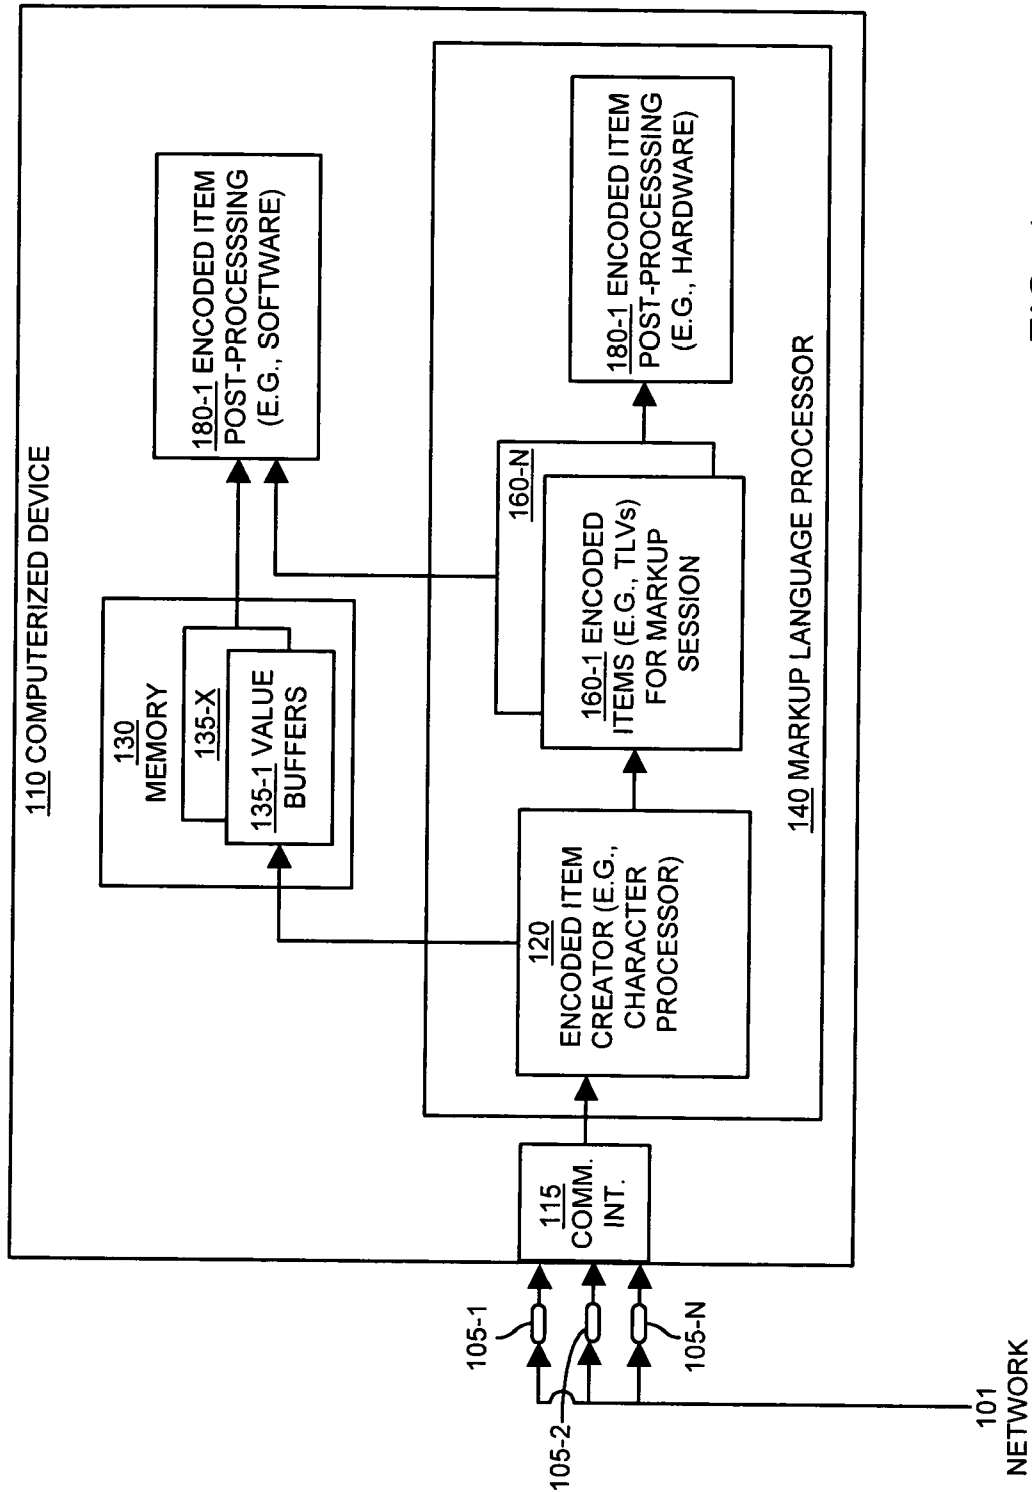 110 COMPUTERIZED DEVICE
130
MEMORY
135-X
135-1 VALUE
BUFFERS
180-1 ENCODED ITEM
POST-PROCESSSING
(E.G., SOFTWARE)
120
ENCODED ITEM
CREATOR (E.G.,
CHARACTER
PROCESSOR)
160-N
160-1 ENCODED
ITEMS (E.G., TLVs)
FOR MARKUP
SESSION
180-1 ENCODED ITEM
POST-PROCESSSING
(E.G., HARDWARE)
140 MARKUP LANGUAGE PROCESSOR
115
COMM.
INT.
105-1
105-2
105-N
101
NETWORK